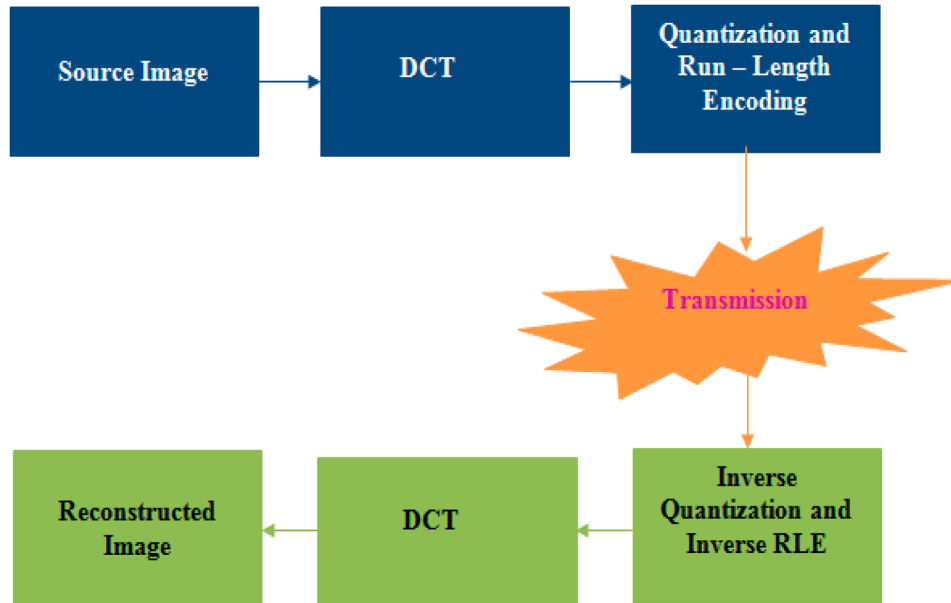 Source Image
DCT
Quantization and
Run – Length
Encoding
Transmission
Inverse
Quantization and
Inverse RLE
DCT
Reconstructed
Image